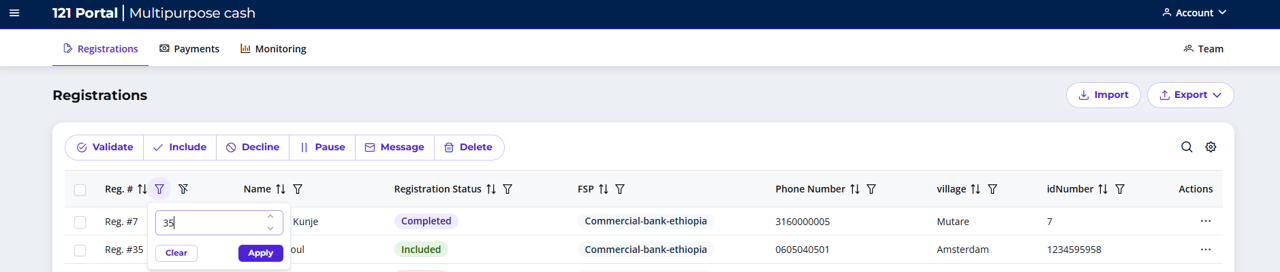 121 Portal | Multipurpose cash
Account
Registrations
Payments
Monitoring
Team
Registrations
Import
Export
Validate
Include
Decline
Pause
Message
Delete
Reg. # Name Registration Status FSP Phone Number village idNumber Actions
Reg. #7 Kunje Completed Commercial-bank-ethiopia 3160000005 Mutare 7
35
Reg. #35 oul Included Commercial-bank-ethiopia 0605040501 Amsterdam 1234595958
Clear Apply